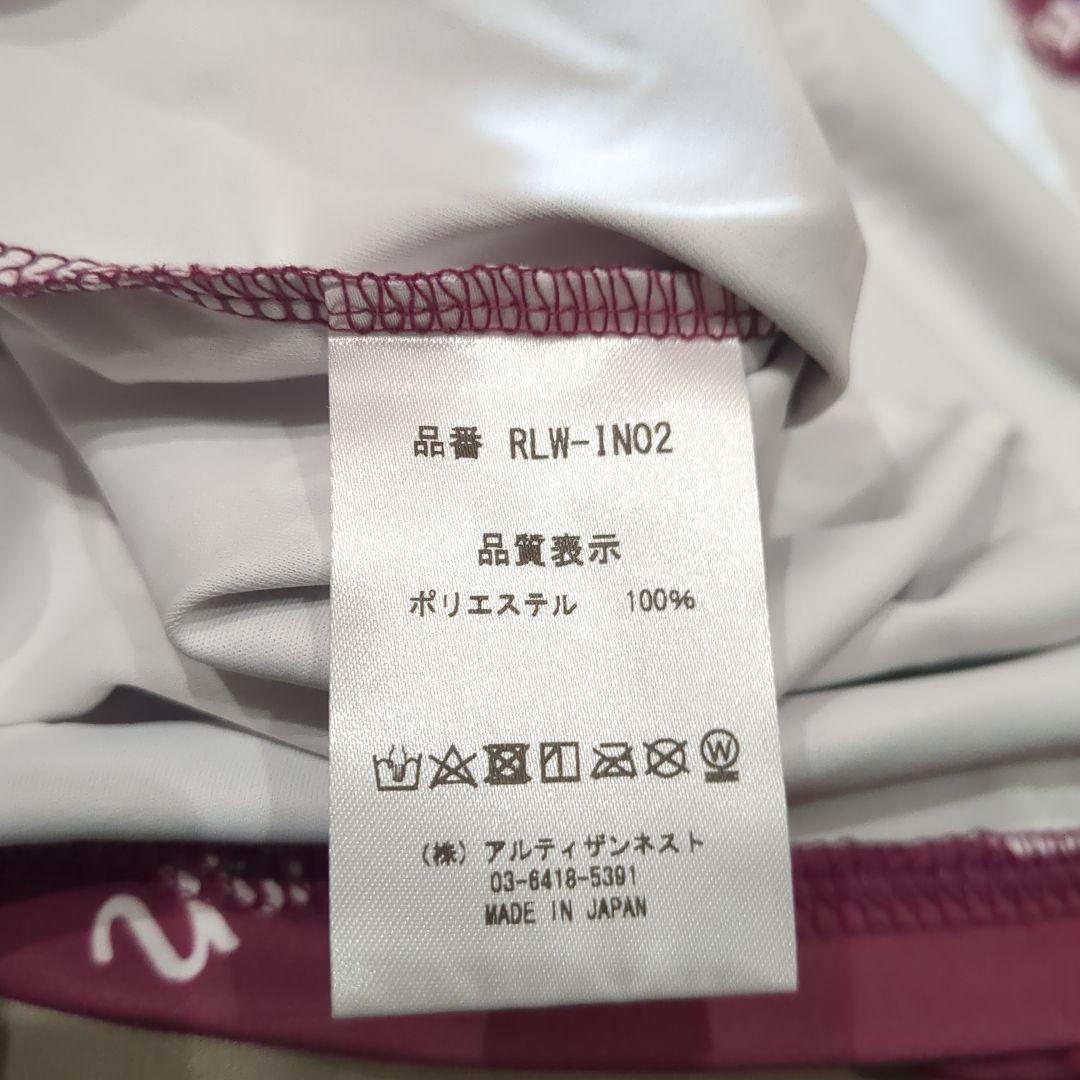 品番 RLW-IN02
品質表示
ポリエステル 100%
W
(株) アルティザンネスト
03-6418-5391
MADE IN JAPAN